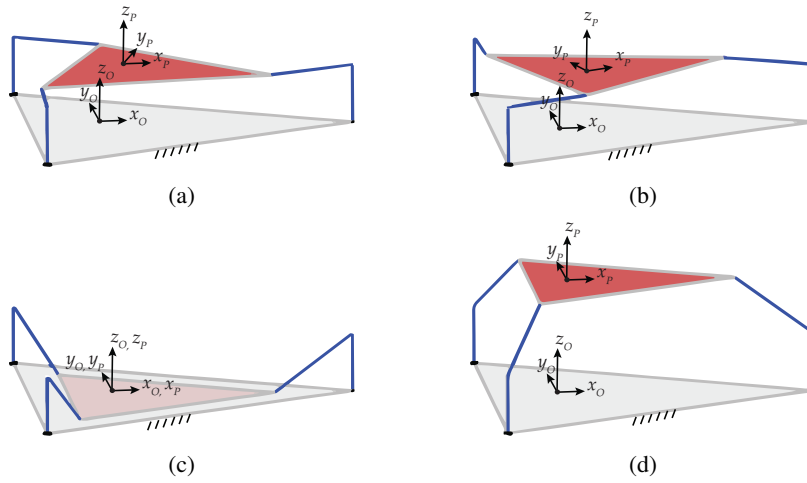 z_P
y_P
x_P
z_O
y_O
x_O
(a)
z_P
y_P
x_P
z_O
y_O
x_O
(b)
z_O, z_P
y_O, y_P
x_O, x_P
(c)
z_P
y_P
x_P
z_O
y_O
x_O
(d)